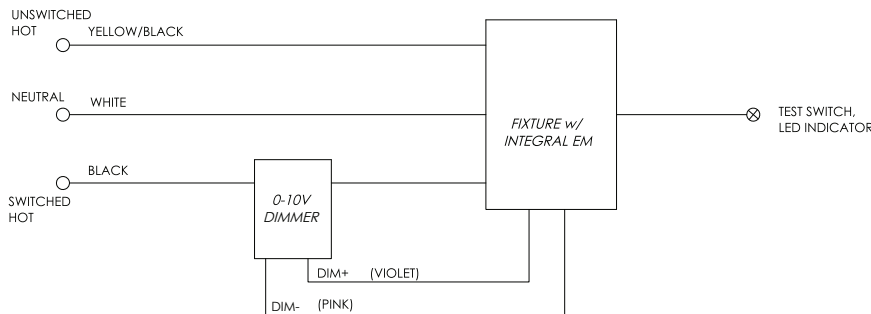 UNSWITCHED
HOT
YELLOW/BLACK
NEUTRAL
WHITE
FIXTURE w/
INTEGRAL EM
TEST SWITCH,
LED INDICATOR
BLACK
SWITCHED
HOT
0-10V
DIMMER
DIM+ (VIOLET)
DIM- (PINK)